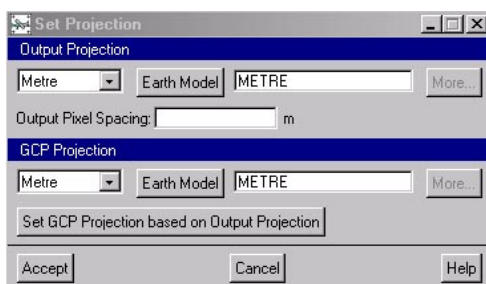 Set Projection
Output Projection
Metre Earth Model METRE More...
Output Pixel Spacing: m
GCP Projection
Metre Earth Model METRE More...
Set GCP Projection based on Output Projection
Accept Cancel Help